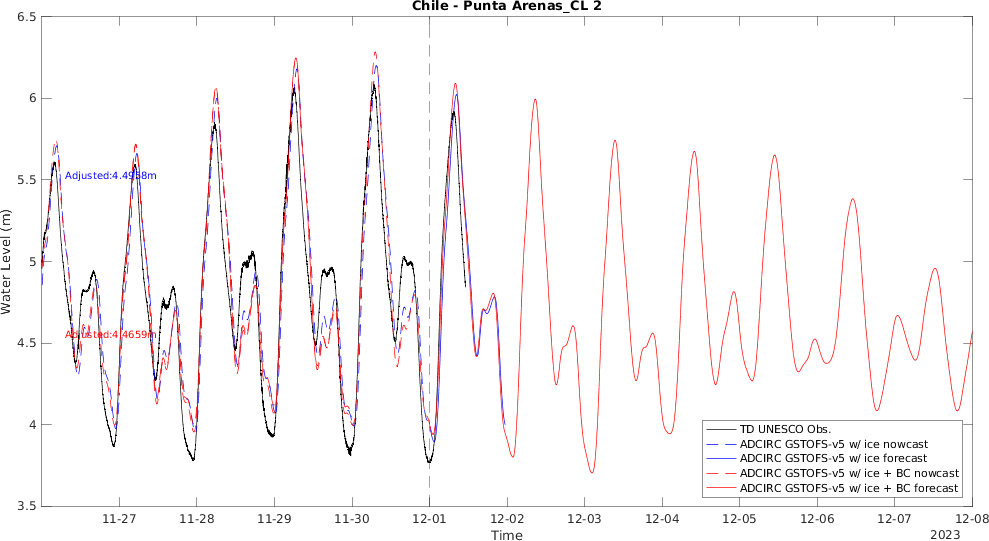 Chile - Punta Arenas_CL 2
6.5
6
5.5
5
4.5
4
3.5
Water Level (m)
Adjusted:4.4958m
Adjusted:4.4659m
TD UNESCO Obs.
ADCIRC GSTOFS-v5 w/ ice nowcast
ADCIRC GSTOFS-v5 w/ ice forecast
ADCIRC GSTOFS-v5 w/ ice + BC nowcast
ADCIRC GSTOFS-v5 w/ ice + BC forecast
11-27 11-28 11-29 11-30 12-01 12-02 12-03 12-04 12-05 12-06 12-07 12-08
Time
2023